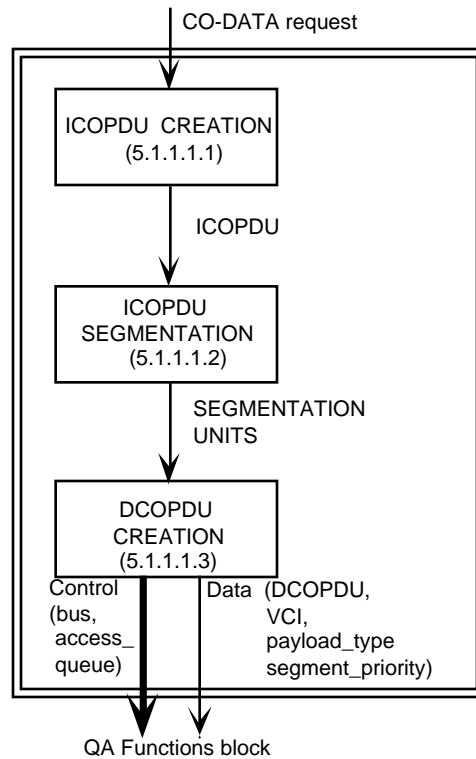 CO-DATA request
ICOPDU CREATION
(5.1.1.1.1)
ICOPDU
ICOPDU
SEGMENTATION
(5.1.1.1.2)
SEGMENTATION
UNITS
DCOPDU
CREATION
(5.1.1.1.3)
Control
(bus,
access_
queue)
Data (DCOPDU,
VCI,
payload_type
segment_priority)
QA Functions block